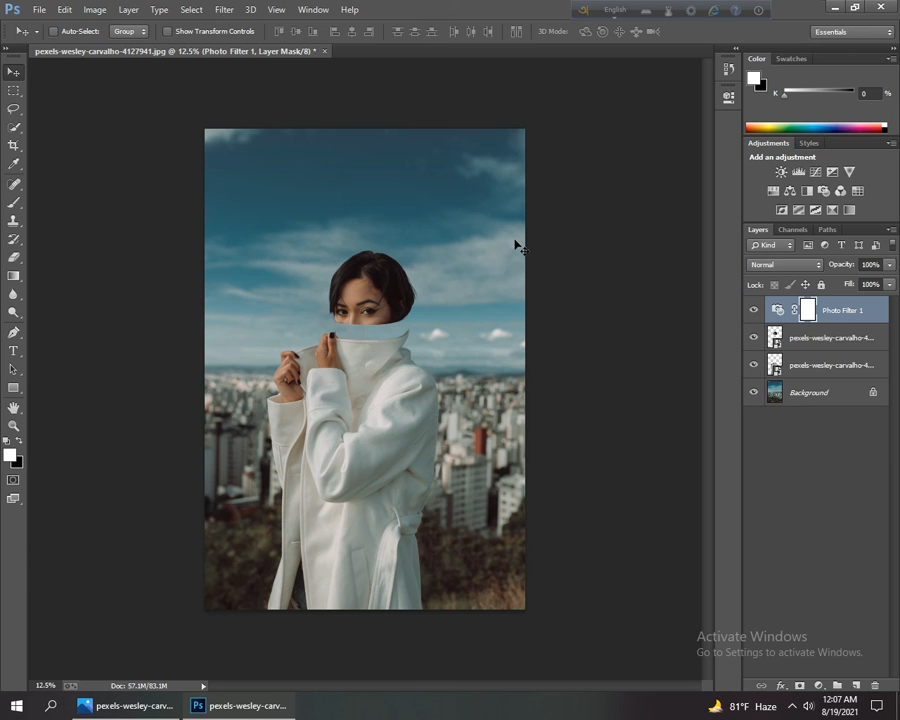 Ps File Edit Image Layer Type Select Filter 3D View Window Help English
Auto-Select: Group Show Transform Controls 3D Mode: Essentials
pexels-wesley-carvalho-4127941.jpg @ 12.5% (Photo Filter 1, Layer Mask/8) * ×
Color Swatches
K 0 %
Adjustments Styles
Add an adjustment
Layers Channels Paths
Kind
Normal Opacity: 100%
Lock: Fill: 100%
Photo Filter 1
pexels-wesley-carvalho-4...
pexels-wesley-carvalho-4...
Background
Activate Windows
Go to Settings to activate Windows.
12.5% Doc: 57.1M/83.1M
pexels-wesley-carv... Ps pexels-wesley-carv... 81°F Haze 12:07 AM
8/19/2021